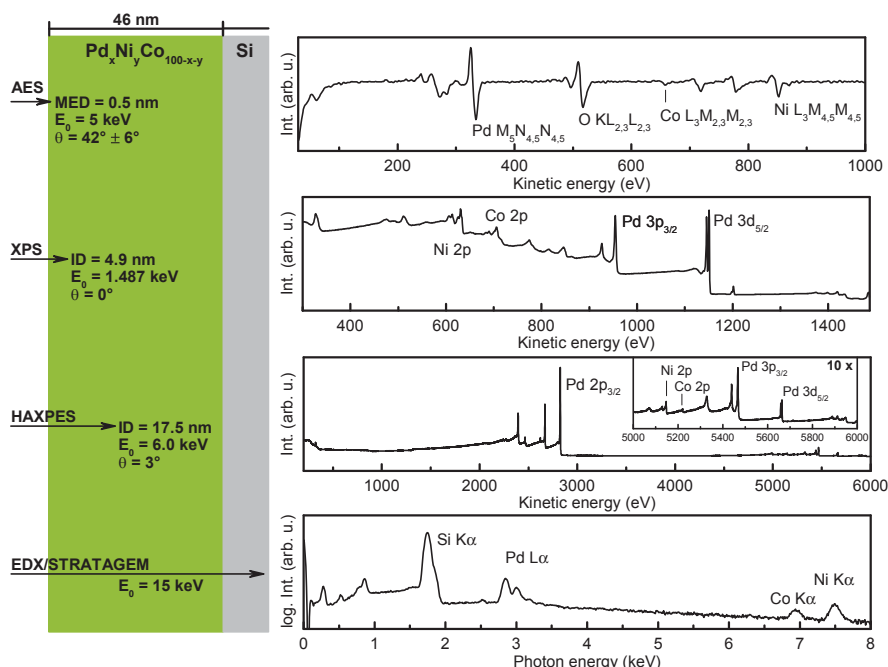 46 nm
PdₓNiᵧCo₁₀₀₋ₓ₋ᵧ Si
AES
MED = 0.5 nm
E₀ = 5 keV
θ = 42° ± 6°
XPS
ID = 4.9 nm
E₀ = 1.487 keV
θ = 0°
HAXPES
ID = 17.5 nm
E₀ = 6.0 keV
θ = 3°
EDX/STRATAGEM
E₀ = 15 keV
Int. (arb. u.)
Pd M₅N₄,₅N₄,₅
O KL₂,₃L₂,₃
Co L₃M₂,₃M₂,₃
Ni L₃M₄,₅M₄,₅
200 400 600 800 1000
Kinetic energy (eV)
Int. (arb. u.)
Ni 2p
Co 2p
Pd 3p₃/₂
Pd 3d₅/₂
400 600 800 1000 1200 1400
Kinetic energy (eV)
Int. (arb. u.)
Pd 2p₃/₂
10 x
Ni 2p
Co 2p
Pd 3p₃/₂
Pd 3d₅/₂
5000 5200 5400 5600 5800 6000
1000 2000 3000 4000 5000 6000
Kinetic energy (eV)
log. Int. (arb. u.)
Si Kα
Pd Lα
Co Kα
Ni Kα
0 1 2 3 4 5 6 7 8
Photon energy (keV)